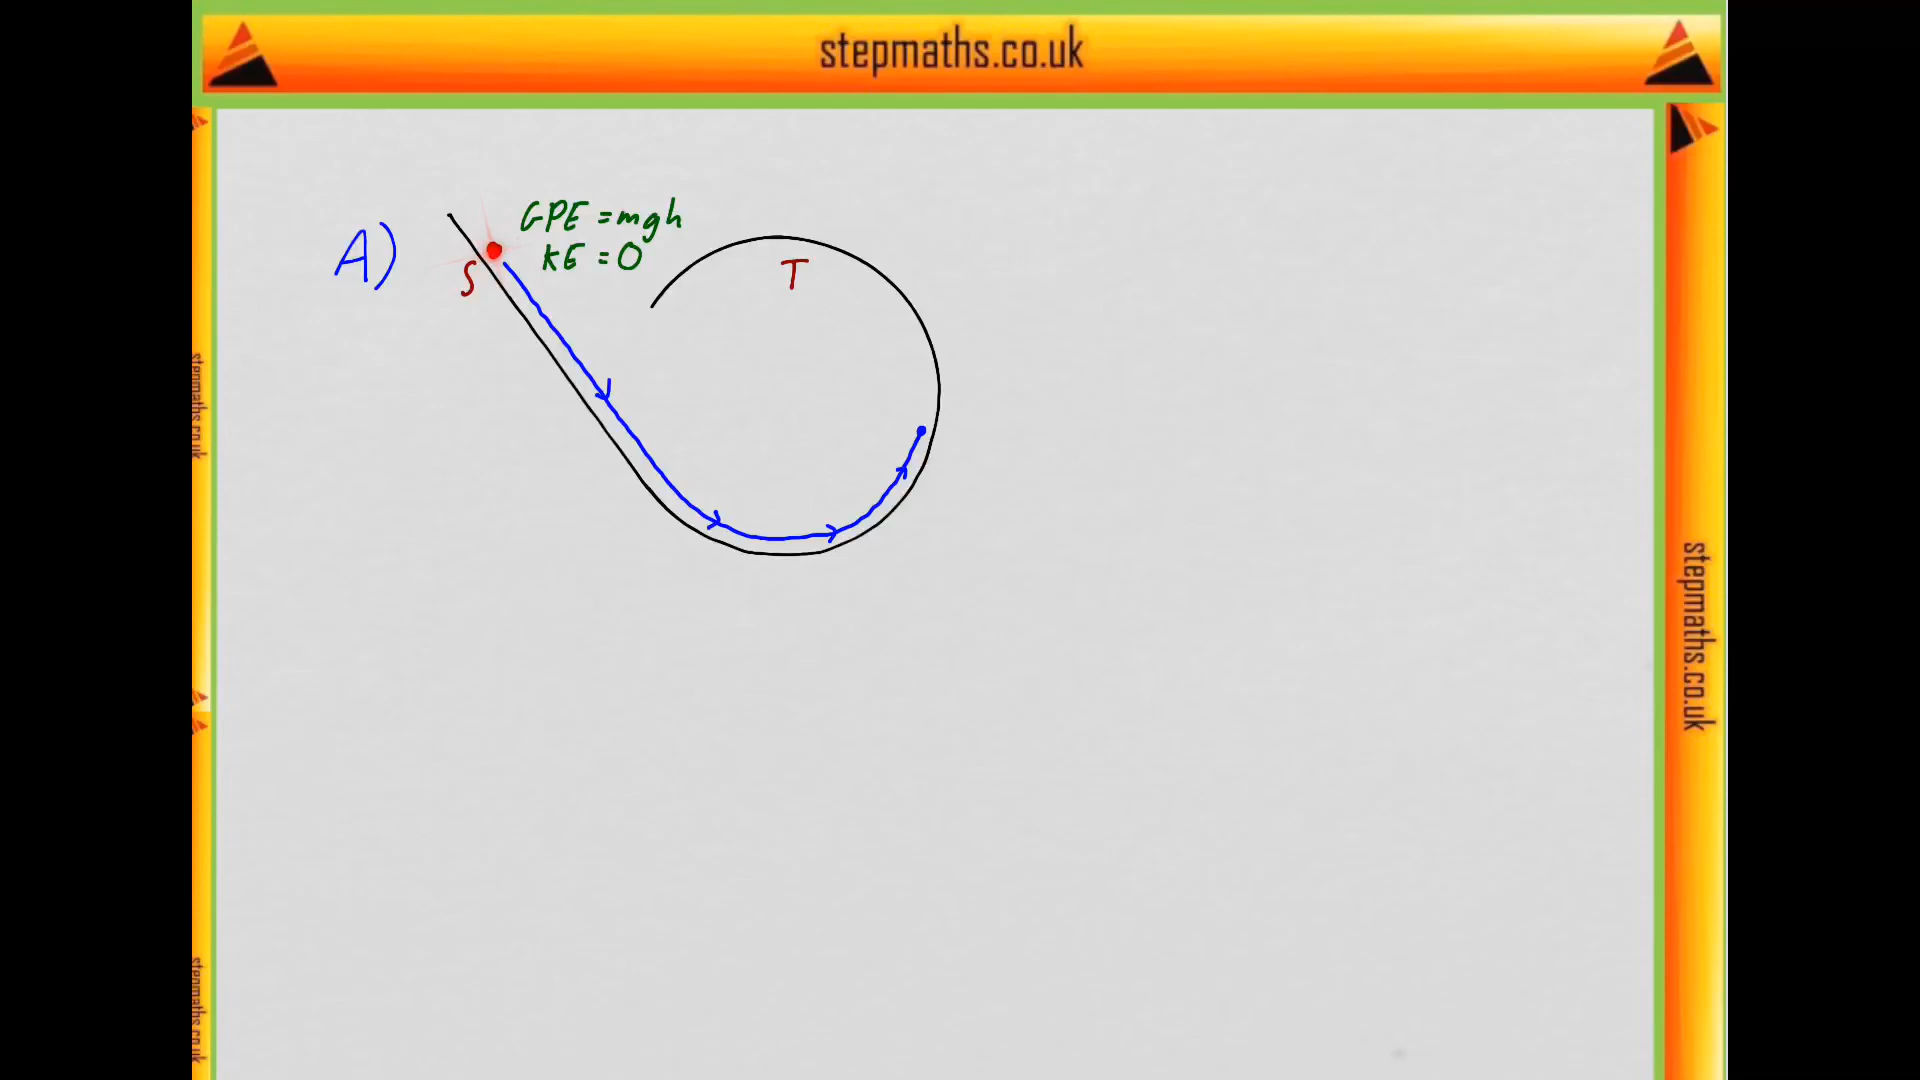 stepmaths.co.uk
A)
GPE = mgh
KE = 0
S
T
stepmaths.co.uk
stepmaths.co.uk
stepmaths.co.uk